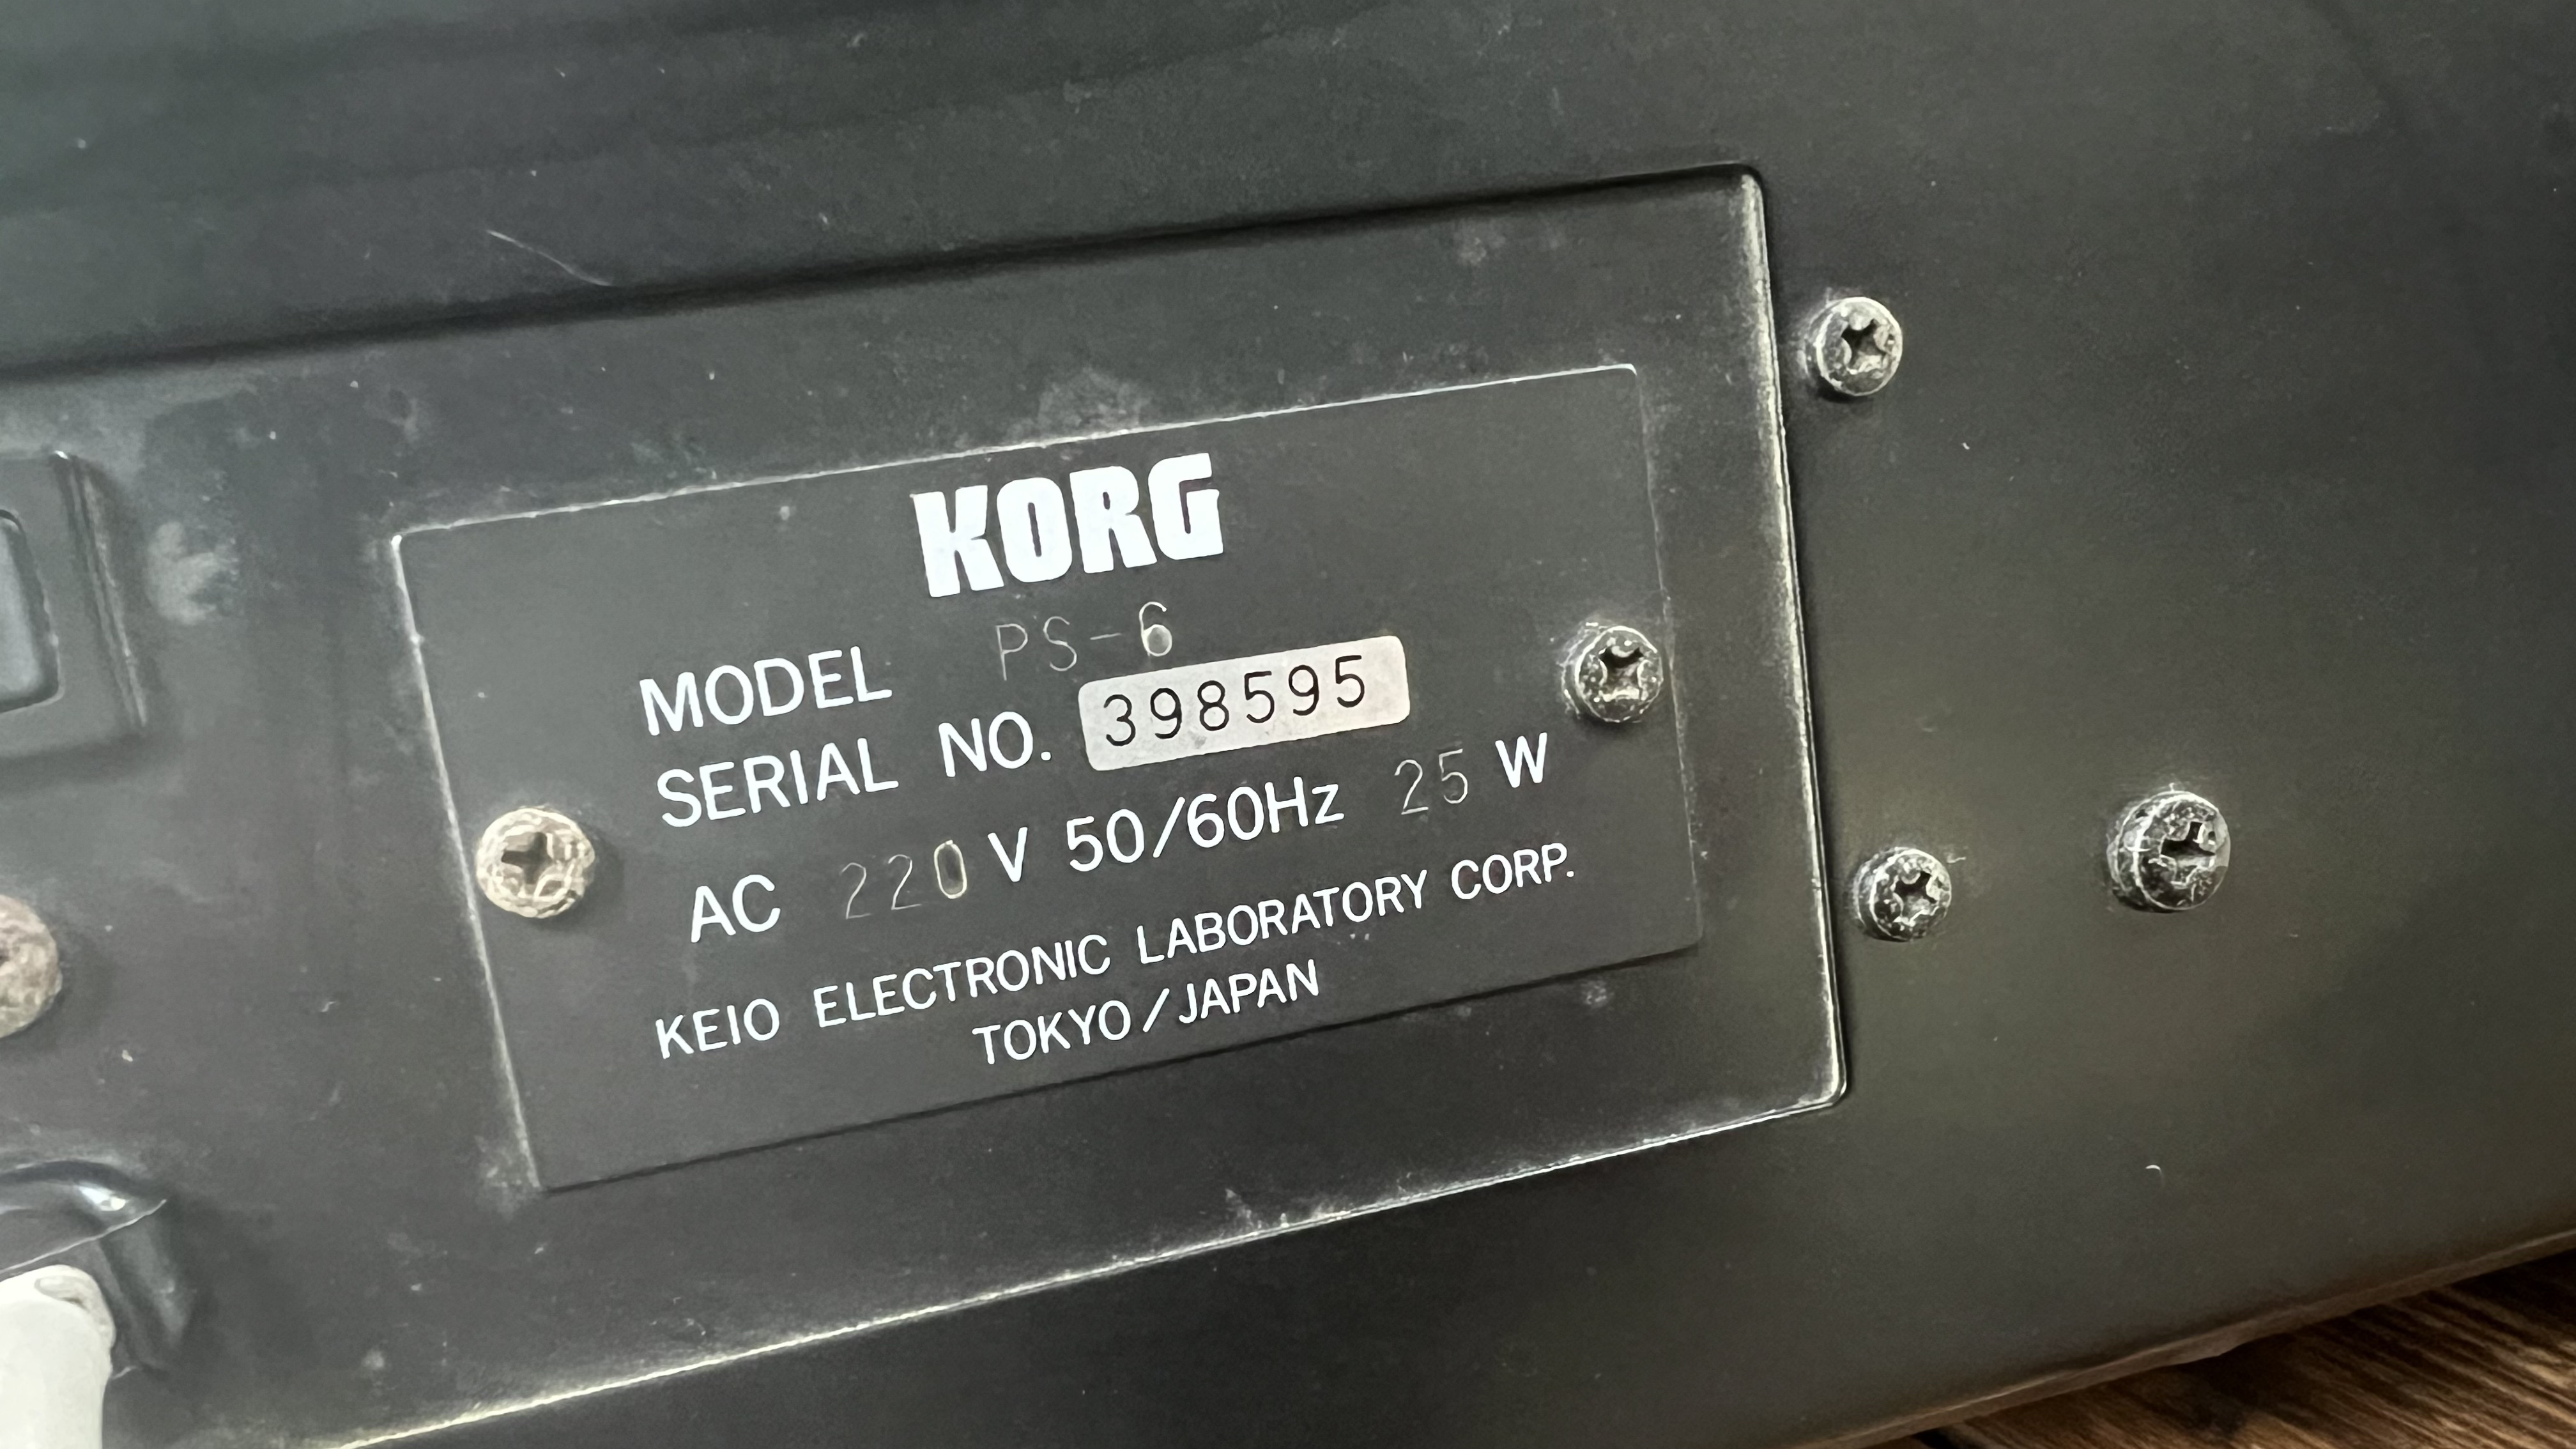 KORG
MODEL PS-6
SERIAL NO. 398595
AC 220 V 50/60Hz 25 W
KEIO ELECTRONIC LABORATORY CORP.
TOKYO/JAPAN